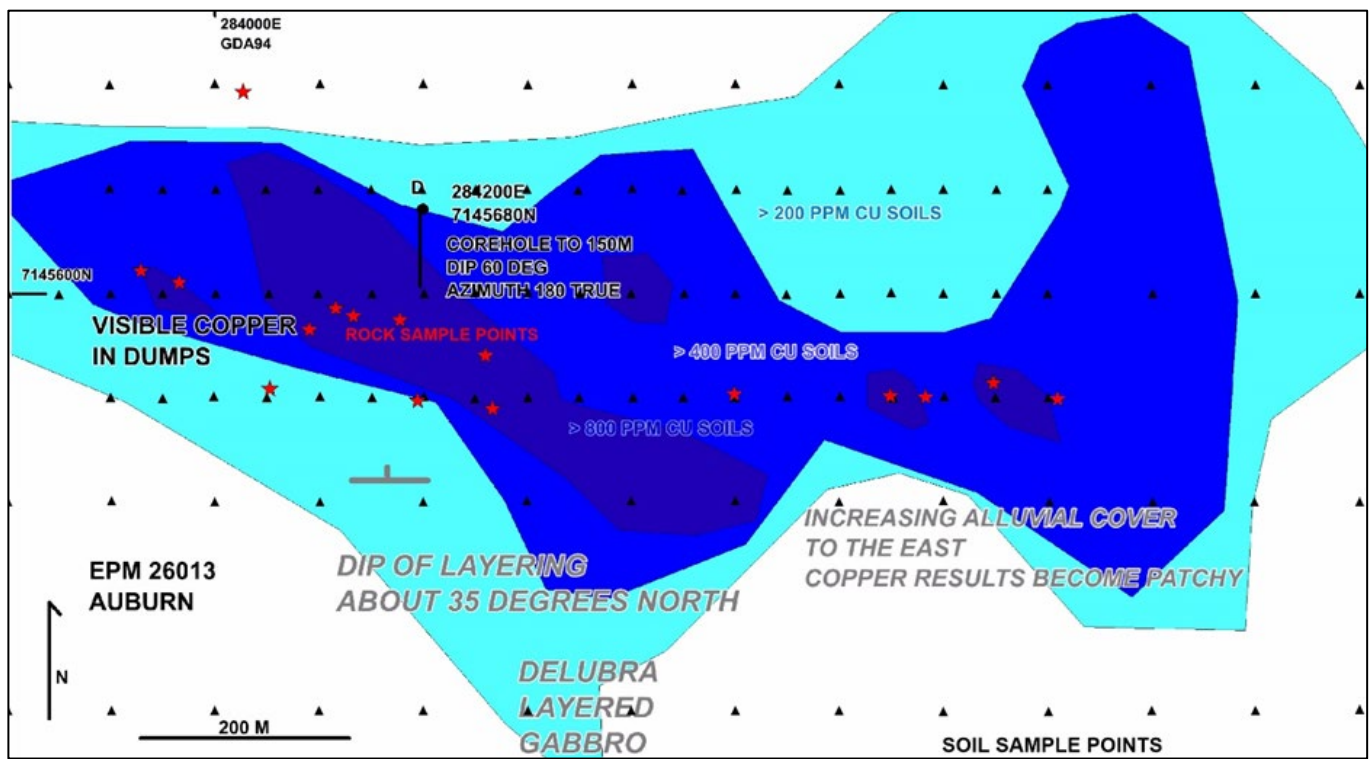 284000E
GDA94
D
284200E
7145680N
> 200 PPM CU SOILS
COREHOLE TO 150M
DIP 60 DEG
AZIMUTH 180 TRUE
7145600N
VISIBLE COPPER
IN DUMPS
ROCK SAMPLE POINTS
> 400 PPM CU SOILS
> 800 PPM CU SOILS
INCREASING ALLUVIAL COVER
TO THE EAST
COPPER RESULTS BECOME PATCHY
DIP OF LAYERING
ABOUT 35 DEGREES NORTH
EPM 26013
AUBURN
N
200 M
DELUBRA
LAYERED
GABBRO
SOIL SAMPLE POINTS